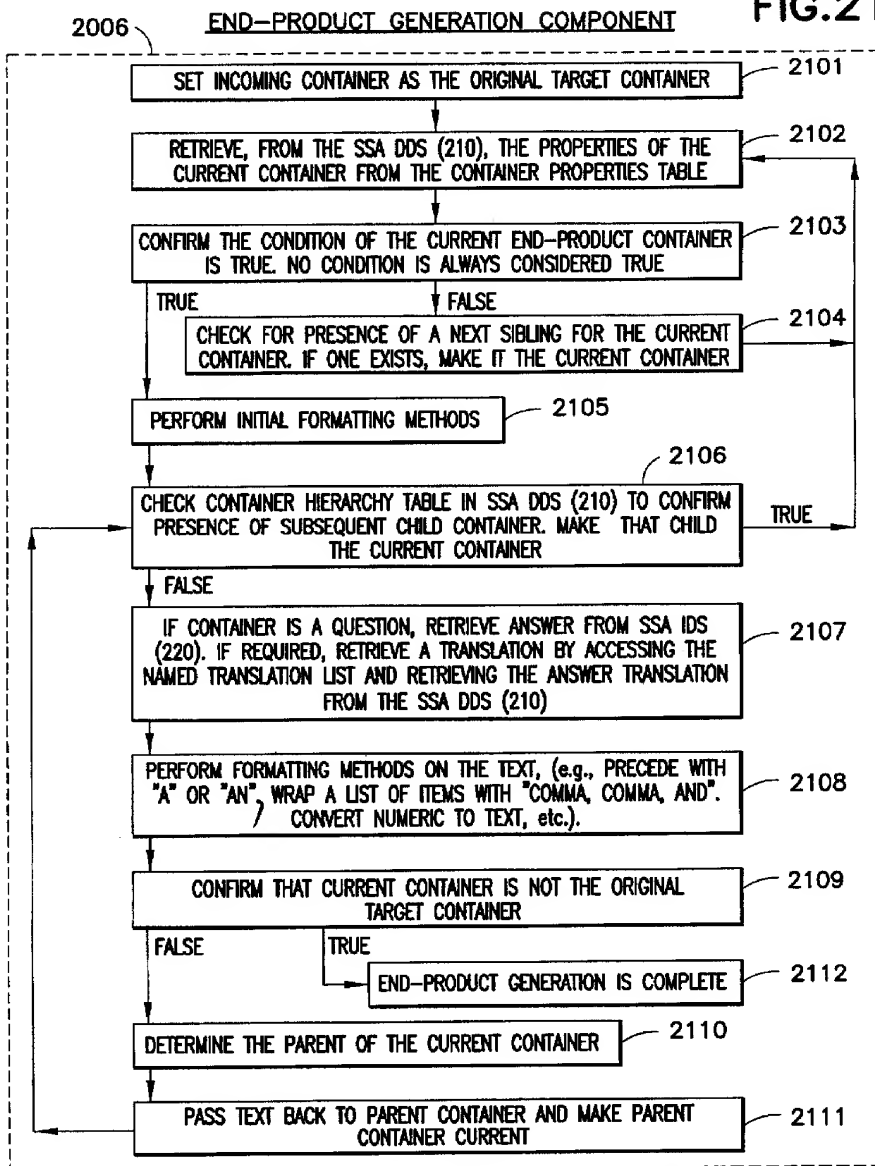 END-PRODUCT GENERATION COMPONENT
FIG.21
2006
SET INCOMING CONTAINER AS THE ORIGINAL TARGET CONTAINER
2101
RETRIEVE, FROM THE SSA DDS (210), THE PROPERTIES OF THE
CURRENT CONTAINER FROM THE CONTAINER PROPERTIES TABLE
2102
CONFIRM THE CONDITION OF THE CURRENT END-PRODUCT CONTAINER
IS TRUE. NO CONDITION IS ALWAYS CONSIDERED TRUE
2103
TRUE
FALSE
CHECK FOR PRESENCE OF A NEXT SIBLING FOR THE CURRENT
CONTAINER. IF ONE EXISTS, MAKE IT THE CURRENT CONTAINER
2104
PERFORM INITIAL FORMATTING METHODS
2105
2106
CHECK CONTAINER HIERARCHY TABLE IN SSA DDS (210) TO CONFIRM
PRESENCE OF SUBSEQUENT CHILD CONTAINER. MAKE THAT CHILD
THE CURRENT CONTAINER
TRUE
FALSE
IF CONTAINER IS A QUESTION, RETRIEVE ANSWER FROM SSA IDS
(220). IF REQUIRED, RETRIEVE A TRANSLATION BY ACCESSING THE
NAMED TRANSLATION LIST AND RETRIEVING THE ANSWER TRANSLATION
FROM THE SSA DDS (210)
2107
PERFORM FORMATTING METHODS ON THE TEXT, (e.g., PRECEDE WITH
"A" OR "AN", WRAP A LIST OF ITEMS WITH "COMMA, COMMA, AND".
CONVERT NUMERIC TO TEXT, etc.).
2108
CONFIRM THAT CURRENT CONTAINER IS NOT THE ORIGINAL
TARGET CONTAINER
2109
FALSE
TRUE
END-PRODUCT GENERATION IS COMPLETE
2112
DETERMINE THE PARENT OF THE CURRENT CONTAINER
2110
PASS TEXT BACK TO PARENT CONTAINER AND MAKE PARENT
CONTAINER CURRENT
2111